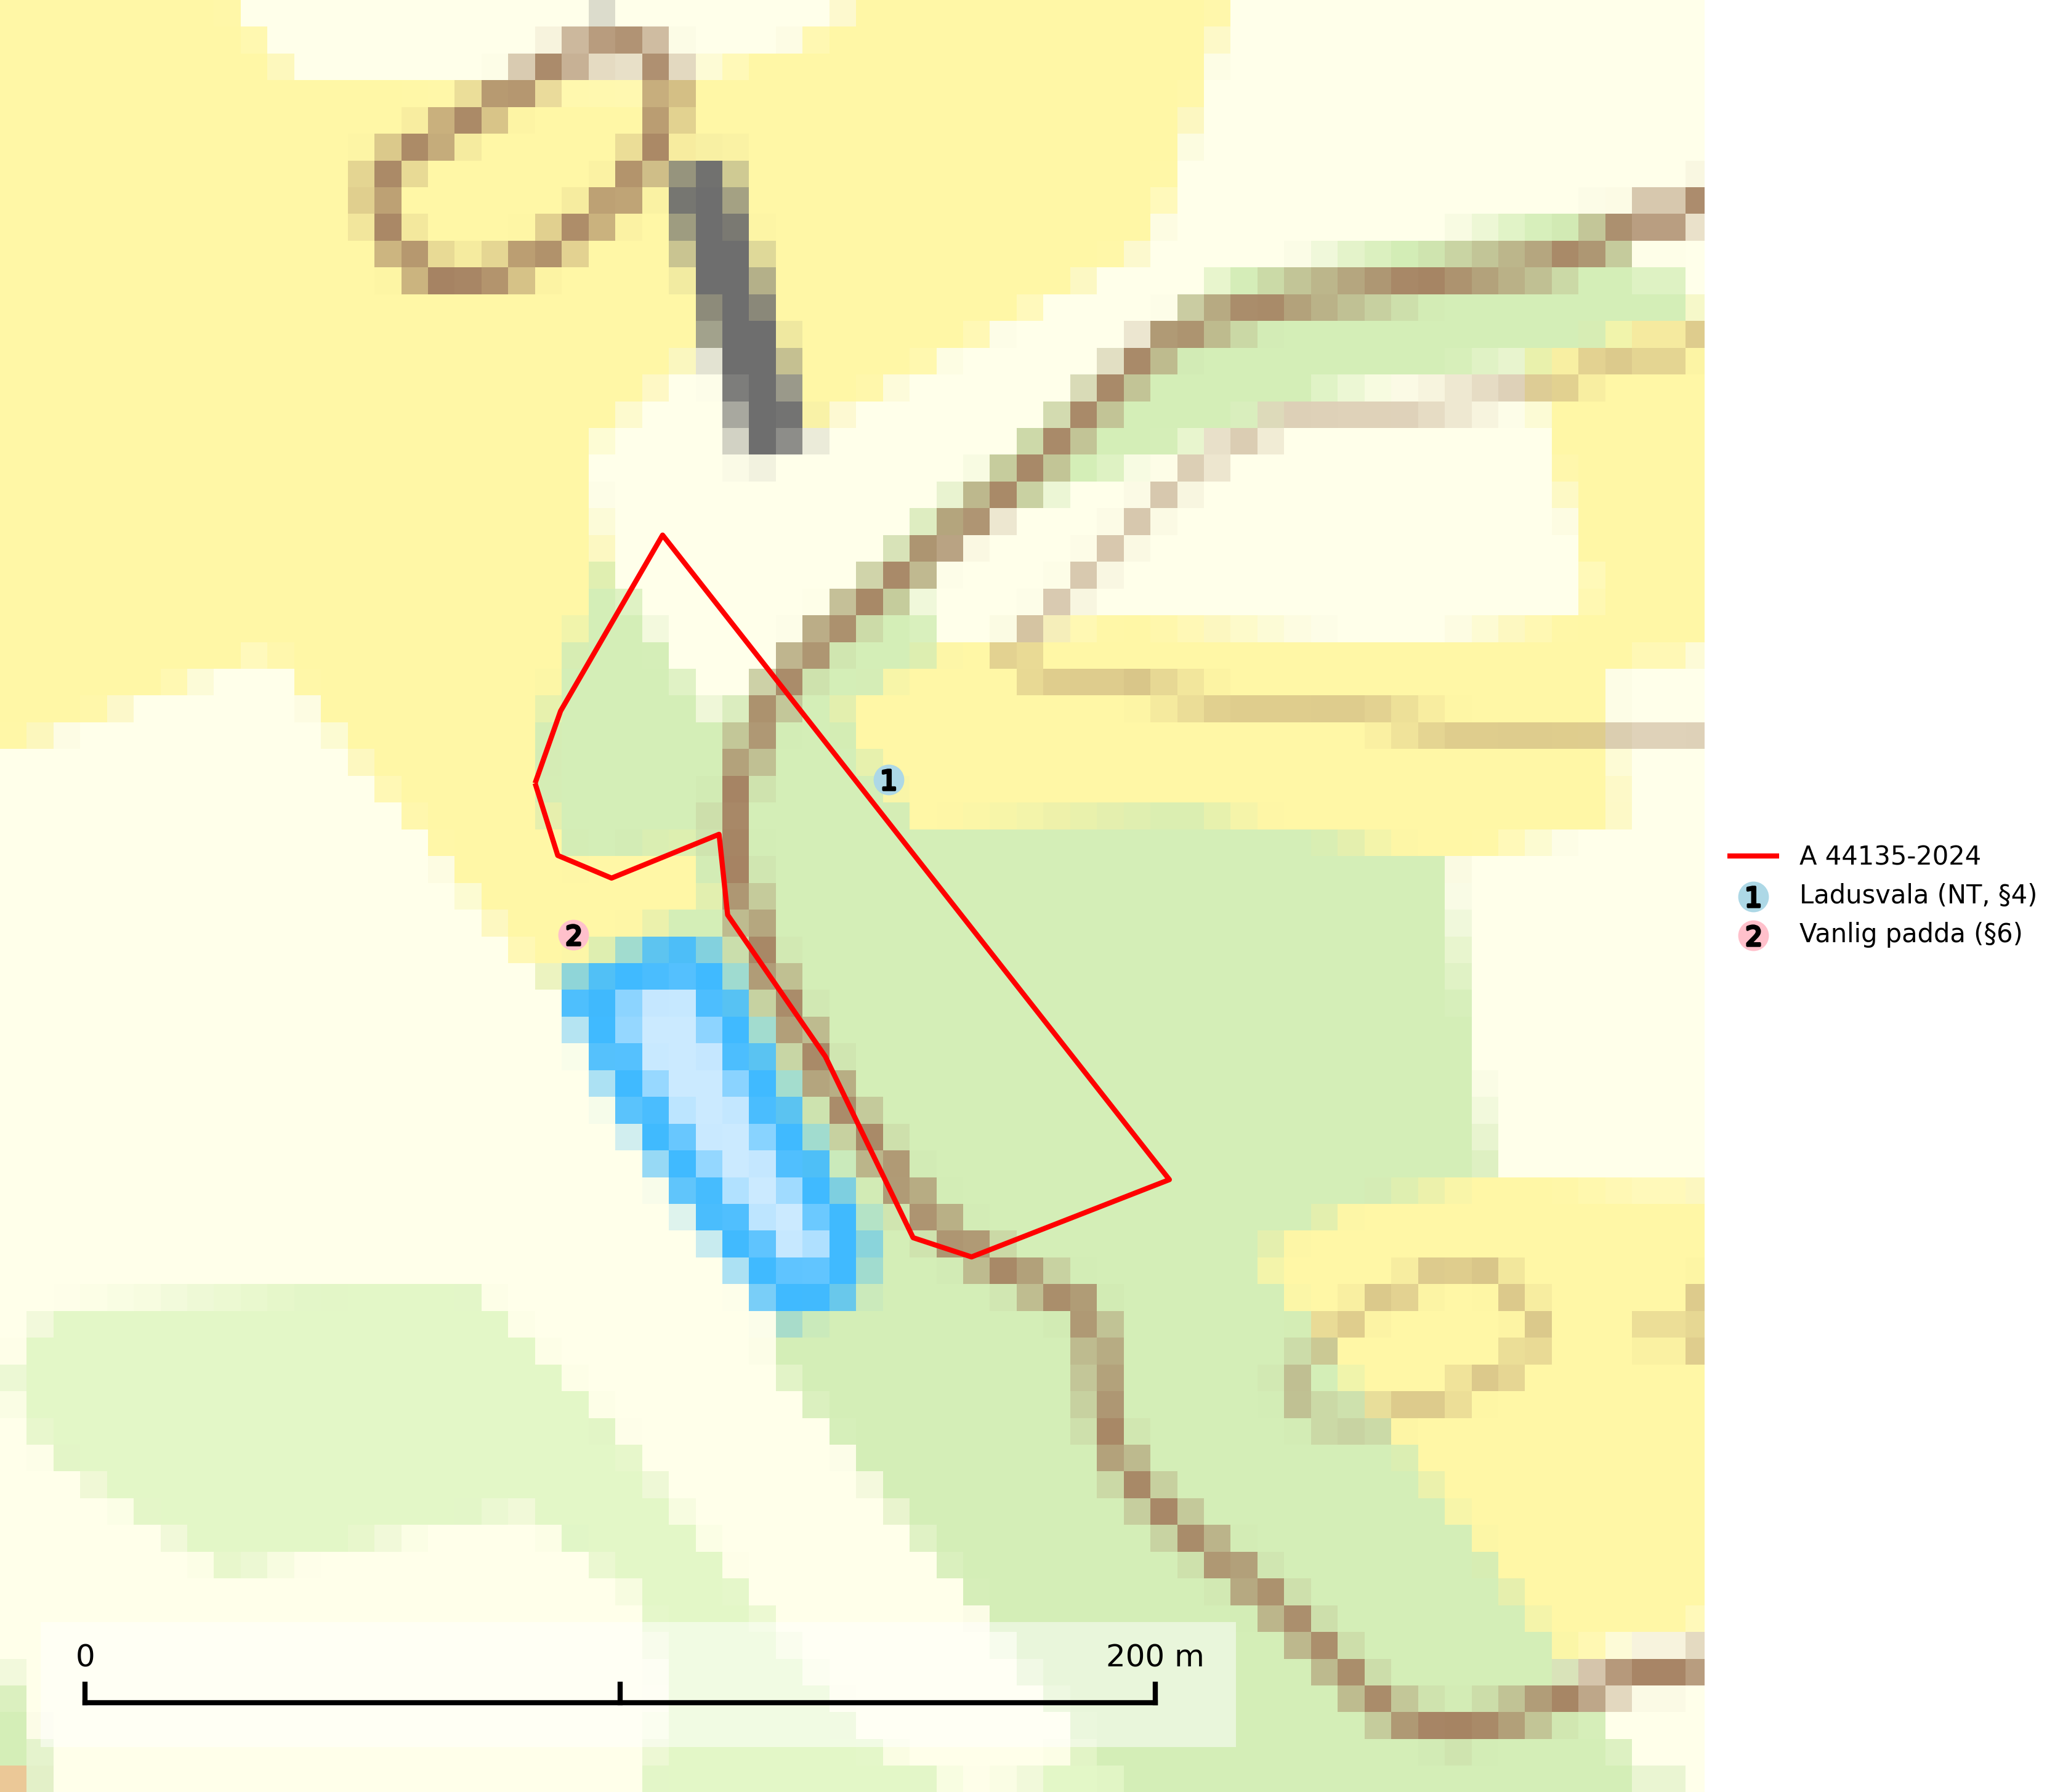 1
2
0
200 m
A 44135-2024
1 Ladusvala (NT, §4)
2 Vanlig padda (§6)